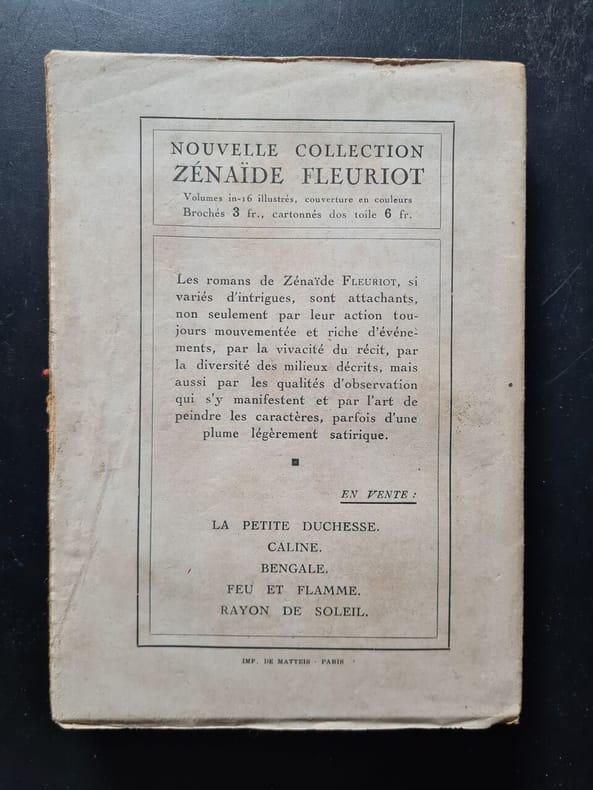 NOUVELLE COLLECTION
ZÉNAÏDE FLEURIOT
Volumes in-16 illustrés, couverture en couleurs
Brochés 3 fr., cartonnés dos toile 6 fr.
Les romans de Zénaïde FLEURIOT, si
variés d'intrigues, sont attachants,
non seulement par leur action tou-
jours mouvementée et riche d'événe-
ments, par la vivacité du récit, par
la diversité des milieux décrits, mais
aussi par les qualités d'observation
qui s'y manifestent et par l'art de
peindre les caractères, parfois d'une
plume légèrement satirique.
EN VENTE :
LA PETITE DUCHESSE.
CALINE.
BENGALE.
FEU ET FLAMME.
RAYON DE SOLEIL.
IMP. DE MATTEIS - PARIS